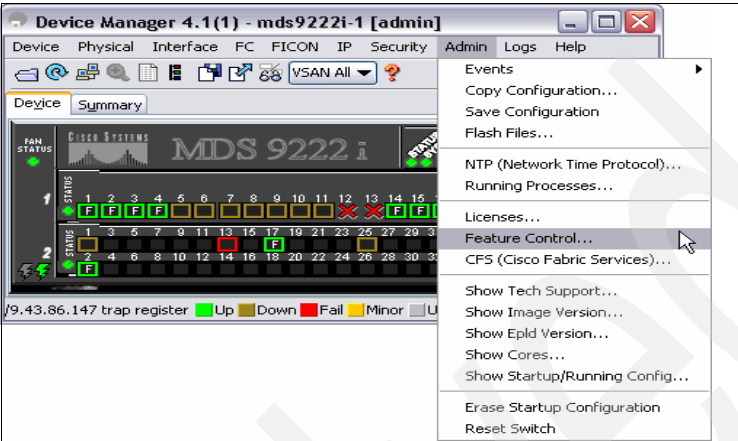 Device Manager 4.1(1) - mds9222i-1 [admin]
Device Physical Interface FC FICON IP Security Admin Logs Help
VSAN All
Device Summary
FAN STATUS
CISCO SYSTEMS
MDS 9222 i
STATUS
1
STATUS
1 2 3 4 5 6 7 8 9 10 11 12 13 14 15
F F F F F F
2
STATUS
1 3 5 7 9 11 13 15 17 19 21 23 25 27 29
F
2 4 6 8 10 12 14 16 18 20 22 24 26 28 30
F
/9.43.86.147 trap register Up Down Fail Minor
Events
Copy Configuration...
Save Configuration
Flash Files...
NTP (Network Time Protocol)...
Running Processes...
Licenses...
Feature Control...
CFS (Cisco Fabric Services)...
Show Tech Support...
Show Image Version...
Show Epld Version...
Show Cores...
Show Startup/Running Config...
Erase Startup Configuration
Reset Switch